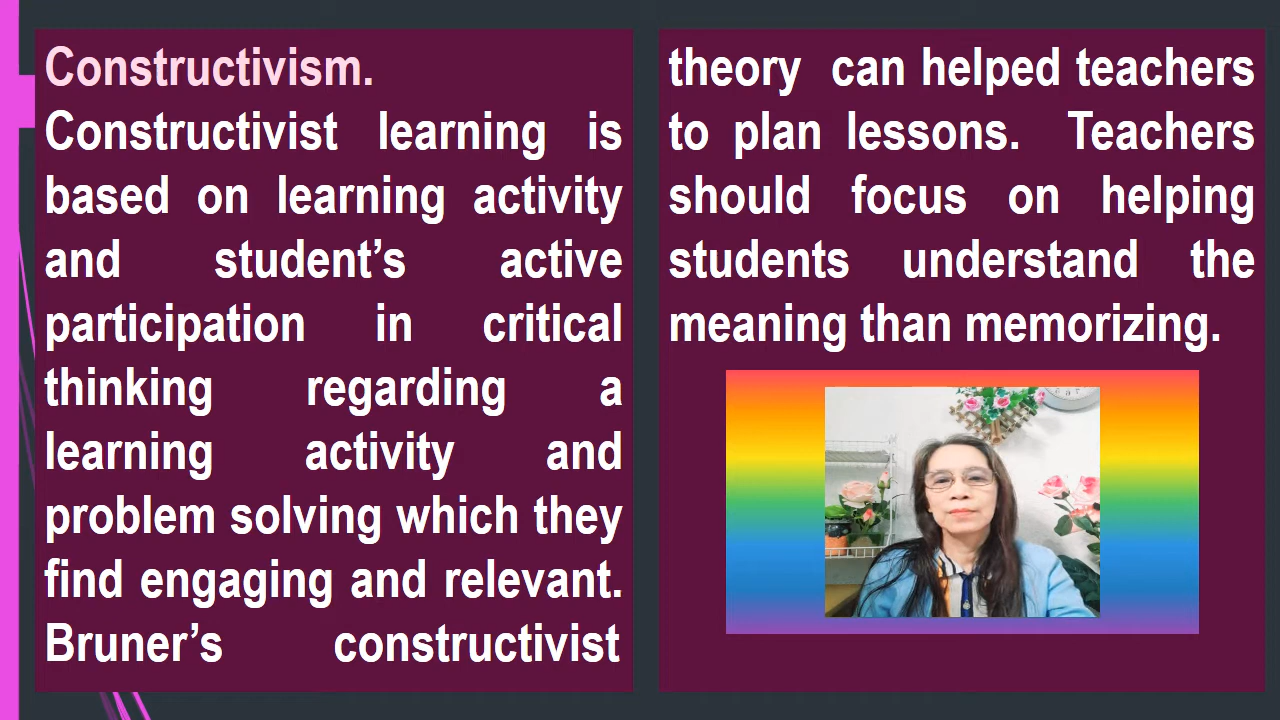 Constructivism.
Constructivist learning is
based on learning activity
and student’s active
participation in critical
thinking regarding a
learning activity and
problem solving which they
find engaging and relevant.
Bruner’s constructivist
theory can helped teachers
to plan lessons. Teachers
should focus on helping
students understand the
meaning than memorizing.